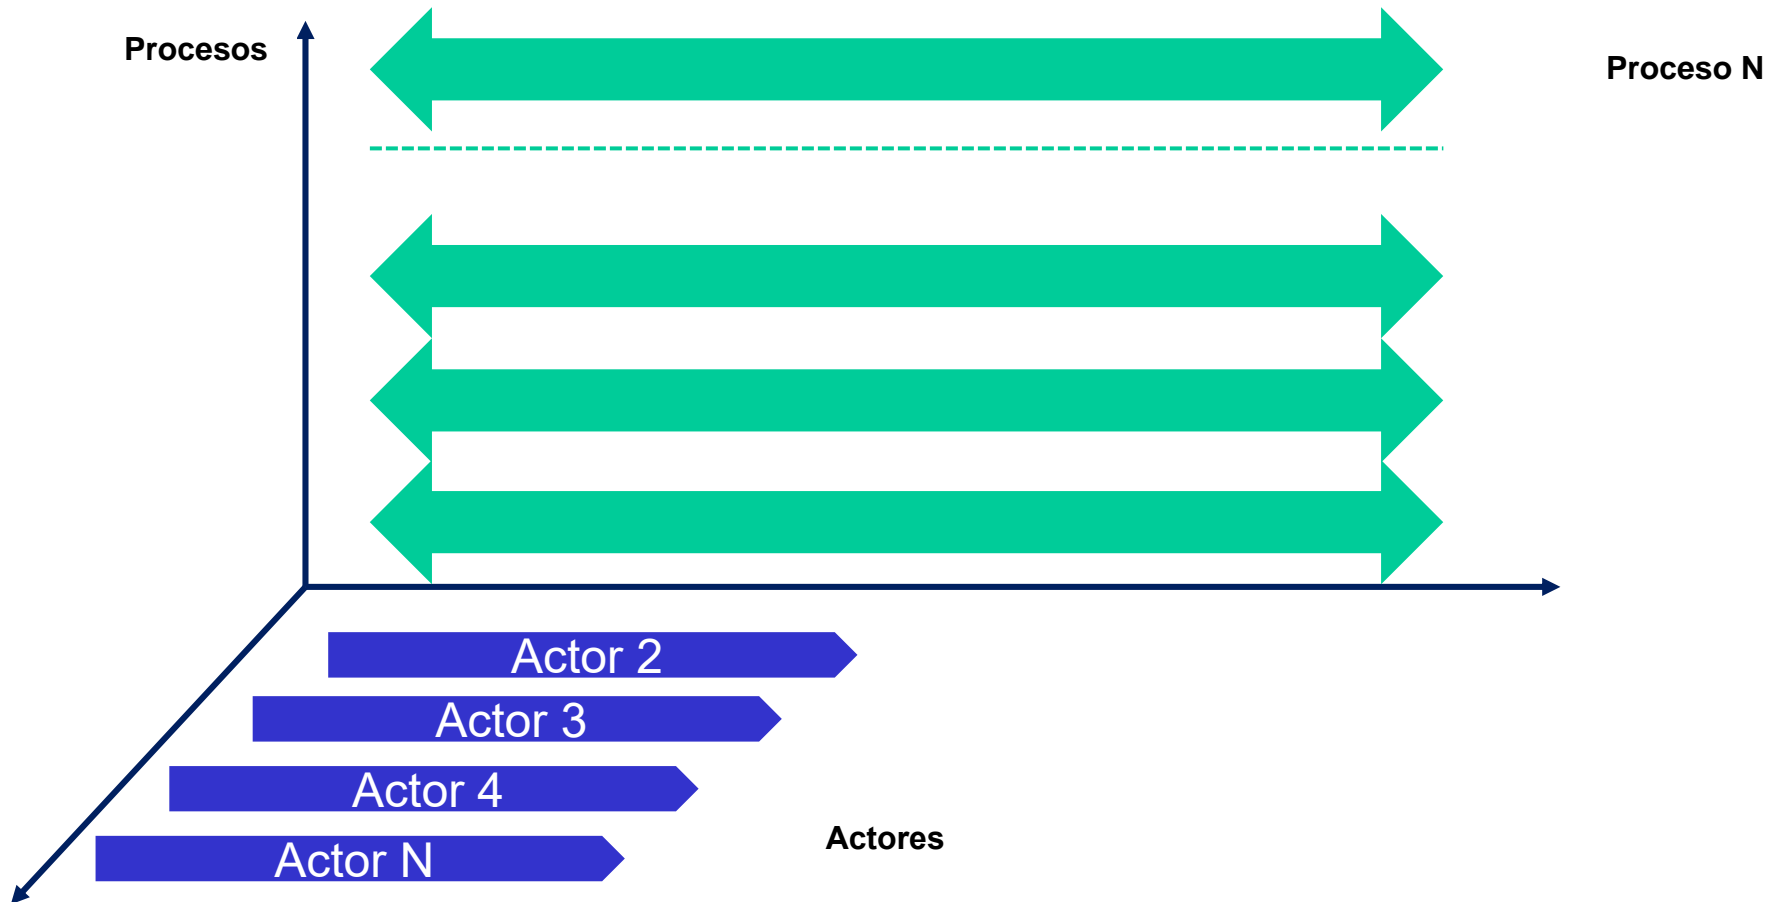 Procesos
Proceso N
Actor 2
Actor 3
Actor 4
Actores
Actor N